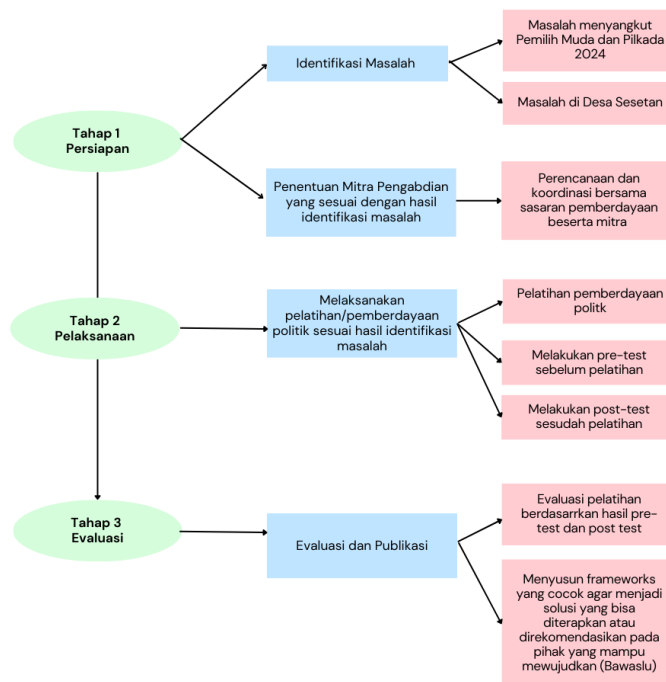 Tahap 1
Persiapan
Identifikasi Masalah
Masalah menyangkut
Pemilih Muda dan Pilkada
2024
Masalah di Desa Sesetan
Penentuan Mitra Pengabdian
yang sesuai dengan hasil
identifikasi masalah
Perencanaan dan
koordinasi bersama
sasaran pemberdayaan
beserta mitra
Tahap 2
Pelaksanaan
Melaksanakan
pelatihan/pemberdayaan
politik sesuai hasil identifikasi
masalah
Pelatihan pemberdayaan
politk
Melakukan pre-test
sebelum pelatihan
Melakukan post-test
sesudah pelatihan
Tahap 3
Evaluasi
Evaluasi dan Publikasi
Evaluasi pelatihan
berdasarrkan hasil pre-
test dan post test
Menyusun frameworks
yang cocok agar menjadi
solusi yang bisa
diterapkan atau
direkomendasikan pada
pihak yang mampu
mewujudkan (Bawaslu)